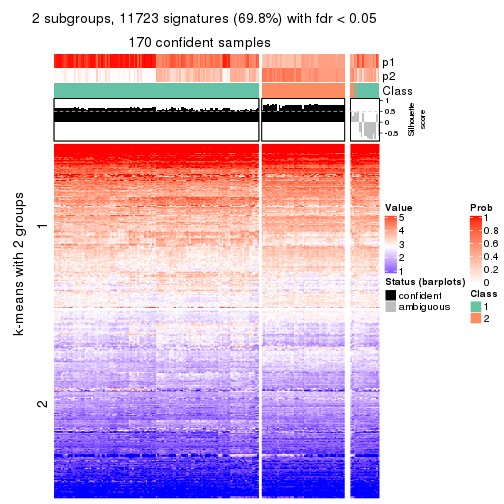 2 subgroups, 11723 signatures (69.8%) with fdr < 0.05
170 confident samples
p1
p2
Class
1
0.5
0
-0.5
Silhouette
score
k-means with 2 groups
1
2
Value
5
4
3
2
1
Status (barplots)
confident
ambiguous
Prob
1
0.8
0.6
0.4
0.2
0
Class
1
2